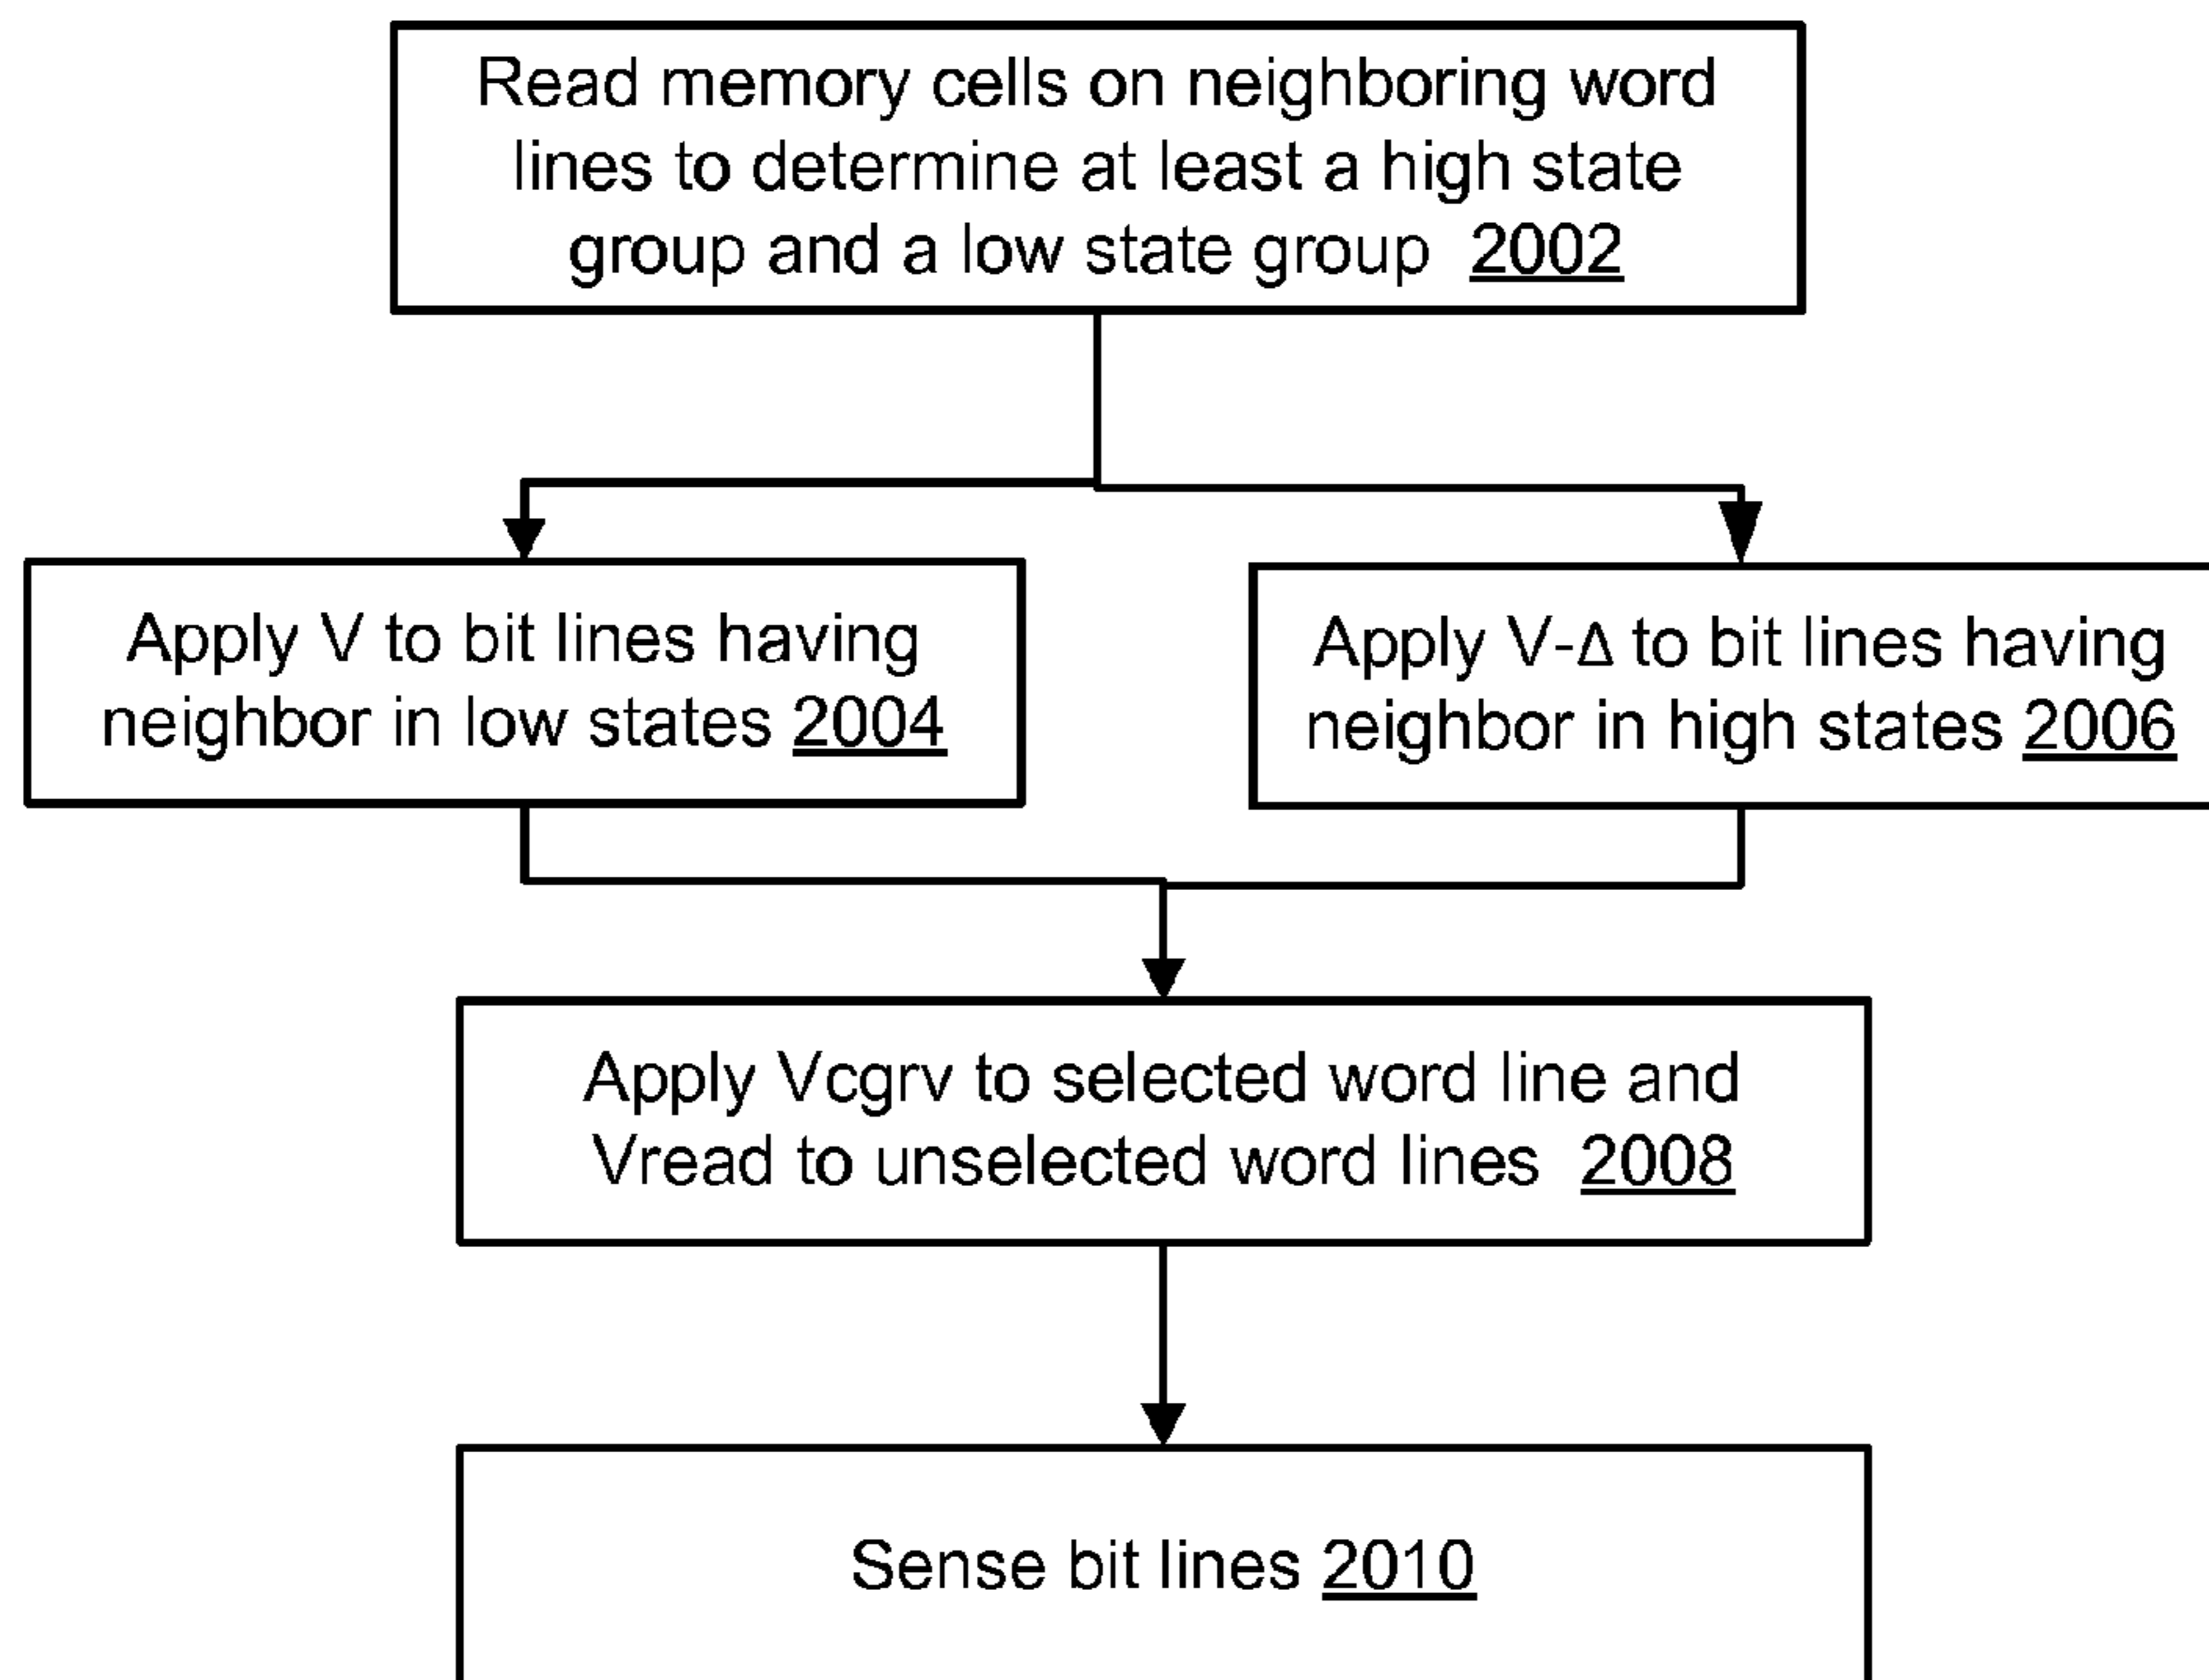 Read memory cells on neighboring word
lines to determine at least a high state
group and a low state group 2002
Apply V to bit lines having
neighbor in low states 2004
Apply V-Δ to bit lines having
neighbor in high states 2006
Apply Vcgrv to selected word line and
Vread to unselected word lines 2008
Sense bit lines 2010